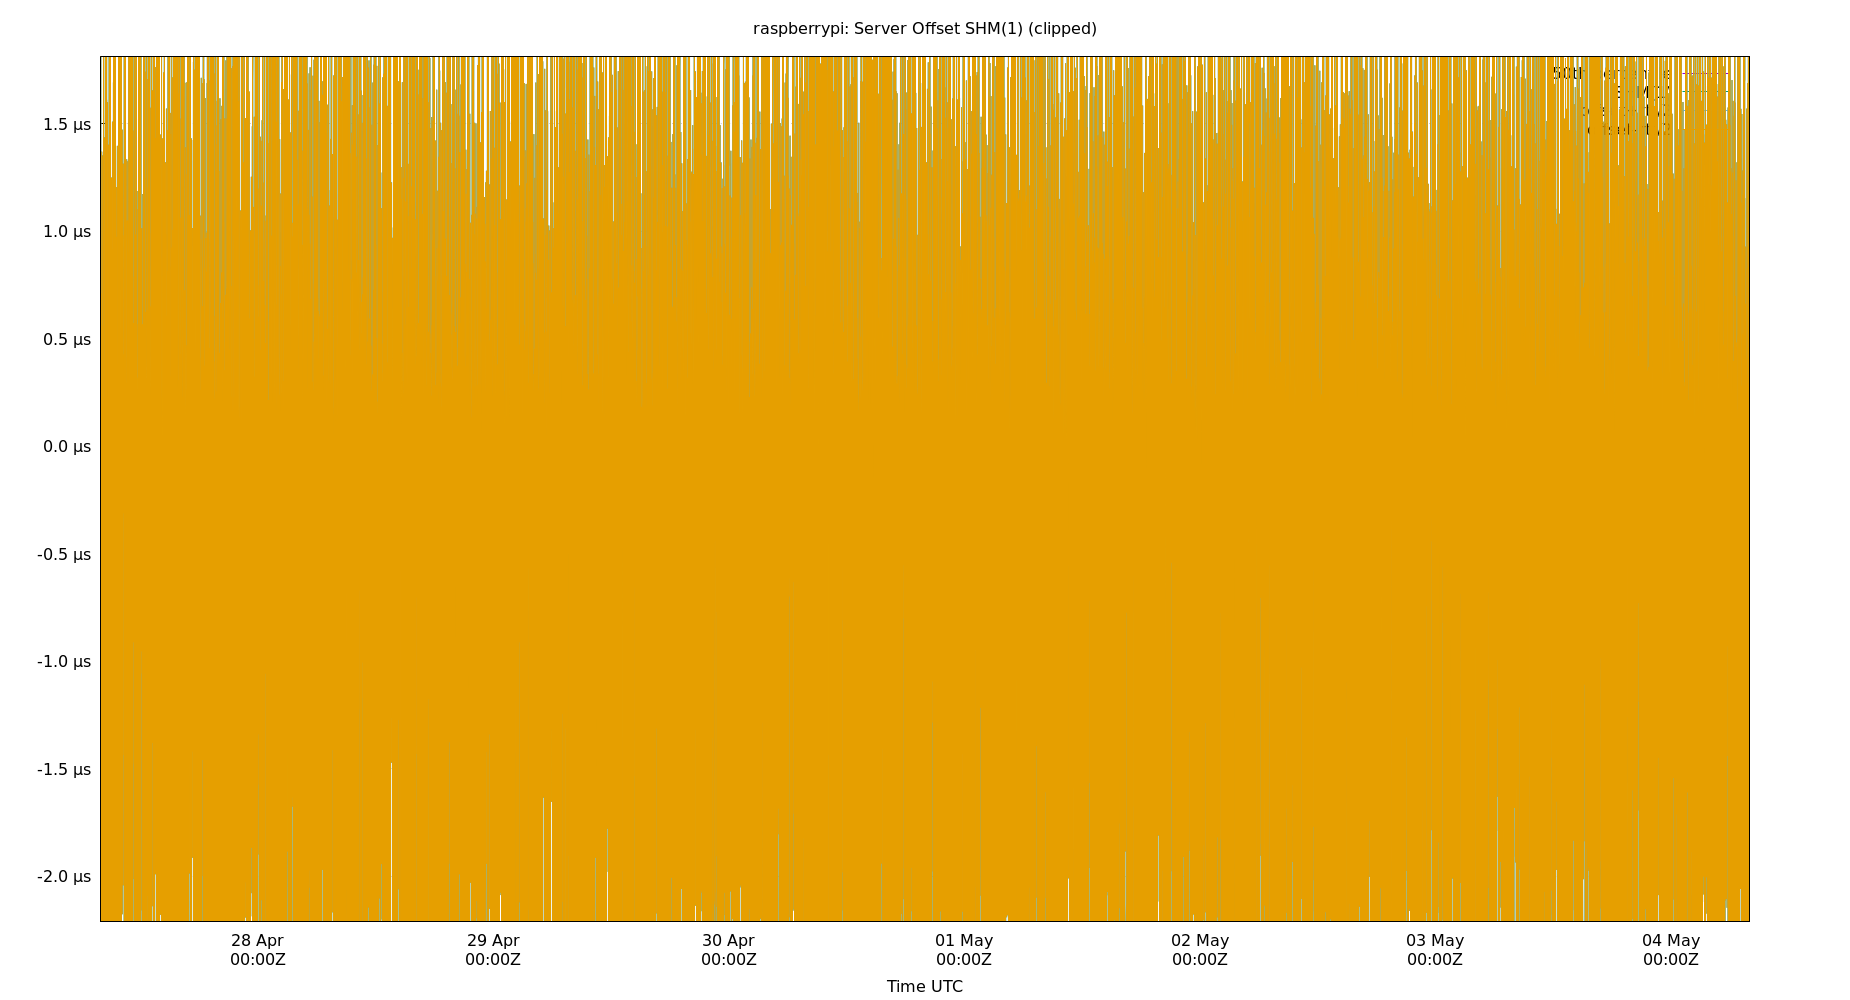 raspberrypi: Server Offset SHM(1) (clipped)
1.5 µs
1.0 µs
0.5 µs
0.0 µs
-0.5 µs
-1.0 µs
-1.5 µs
-2.0 µs
28 Apr 29 Apr 30 Apr 01 May 02 May 03 May 04 May
00:00Z 00:00Z 00:00Z 00:00Z 00:00Z 00:00Z 00:00Z
Time UTC